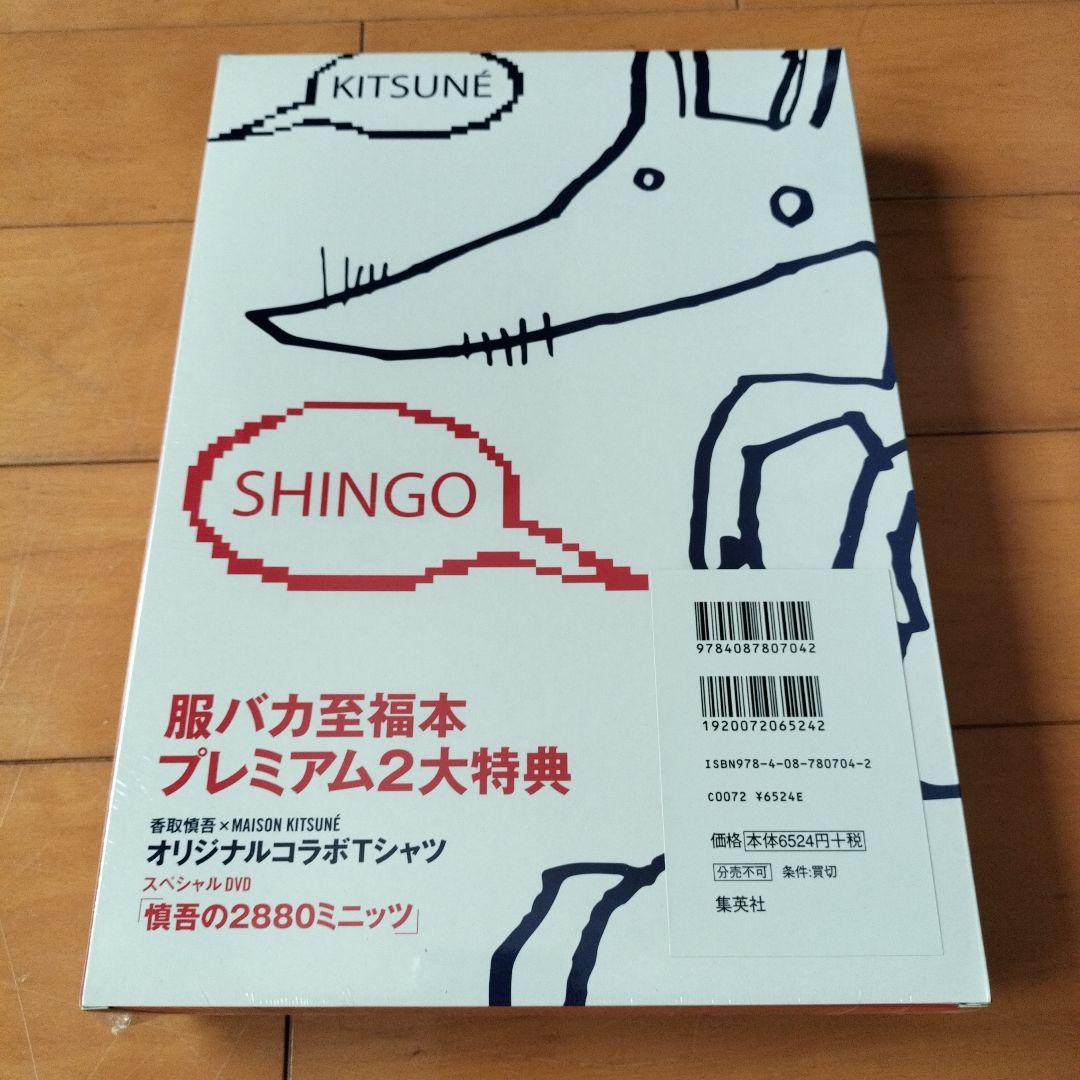 KITSUNÉ
SHINGO
服バカ至福本
プレミアム2大特典
香取慎吾×MAISON KITSUNÉ
オリジナルコラボTシャツ
スペシャルDVD
「慎吾の2880ミニッツ」
9784087807042
1920072065242
ISBN978-4-08-780704-2
C0072 ¥6524E
価格 本体6524円+税
分売不可 条件:買切
集英社